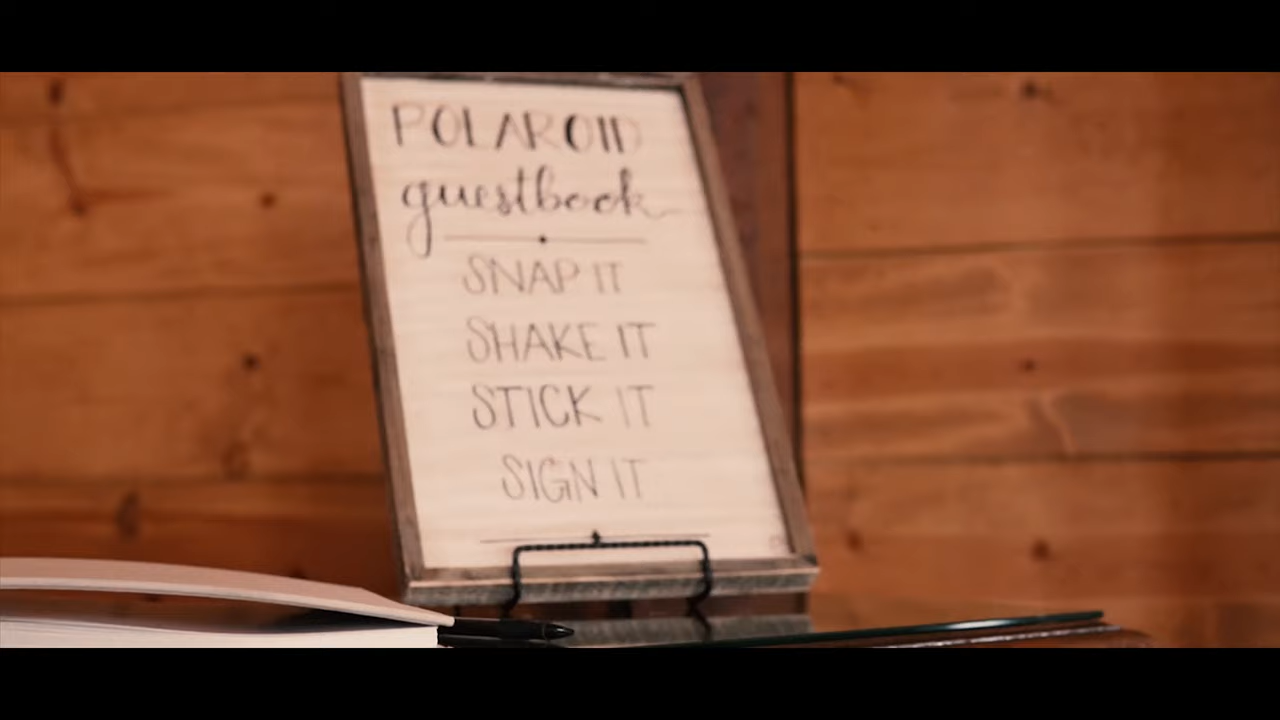 POLAROID
guestbook
SNAP IT
SHAKE IT
STICK IT
SIGN IT